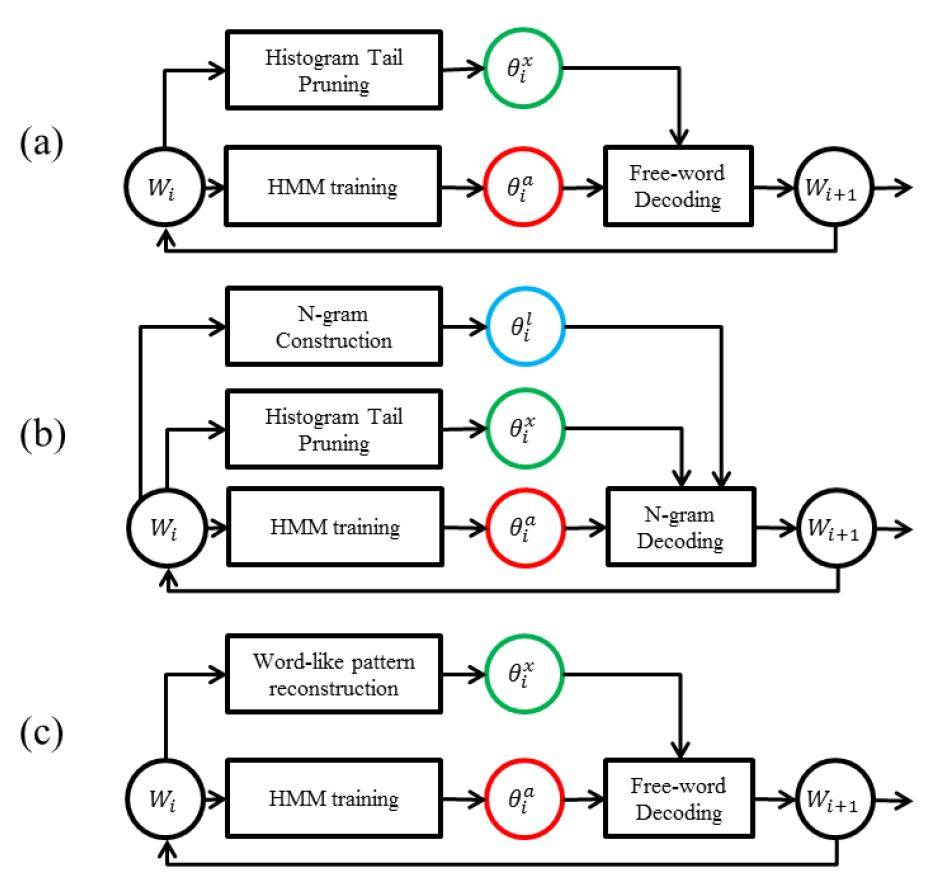 (a)
Histogram Tail
Pruning
θ_i^x
W_i
HMM training
θ_i^a
Free-word
Decoding
W_{i+1}
(b)
N-gram
Construction
θ_i^l
Histogram Tail
Pruning
θ_i^x
W_i
HMM training
θ_i^a
N-gram
Decoding
W_{i+1}
(c)
Word-like pattern
reconstruction
θ_i^x
W_i
HMM training
θ_i^a
Free-word
Decoding
W_{i+1}